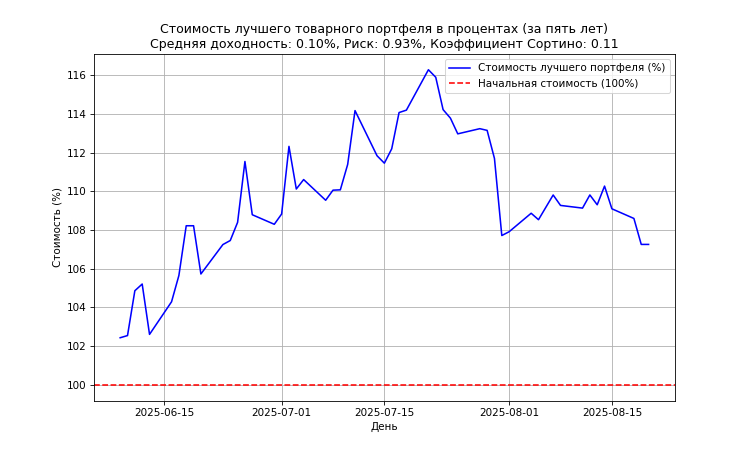 Стоимость лучшего товарного портфеля в процентах (за пять лет)
Средняя доходность: 0.10%, Риск: 0.93%, Коэффициент Сортино: 0.11
Стоимость лучшего портфеля (%)
Начальная стоимость (100%)
Стоимость (%)
116
114
112
110
108
106
104
102
100
2025-06-15
2025-07-01
2025-07-15
2025-08-01
2025-08-15
День